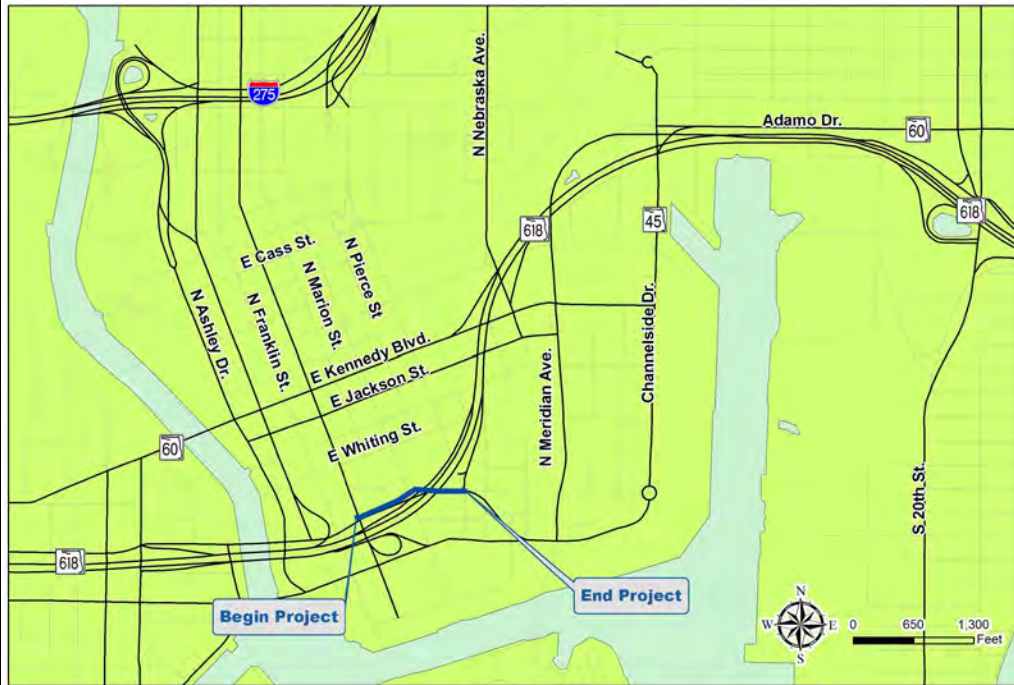 275
N Nebraska Ave.
Adamo Dr.
60
618
45
618
E Cass St.
N Pierce St
N Marion St.
N Ashley Dr.
N Franklin St.
E Kennedy Blvd.
E Jackson St.
Channelside Dr.
N Meridian Ave.
E Whiting St.
60
S 20th St.
618
Begin Project
End Project
N
W E
S
0 650 1,300
Feet